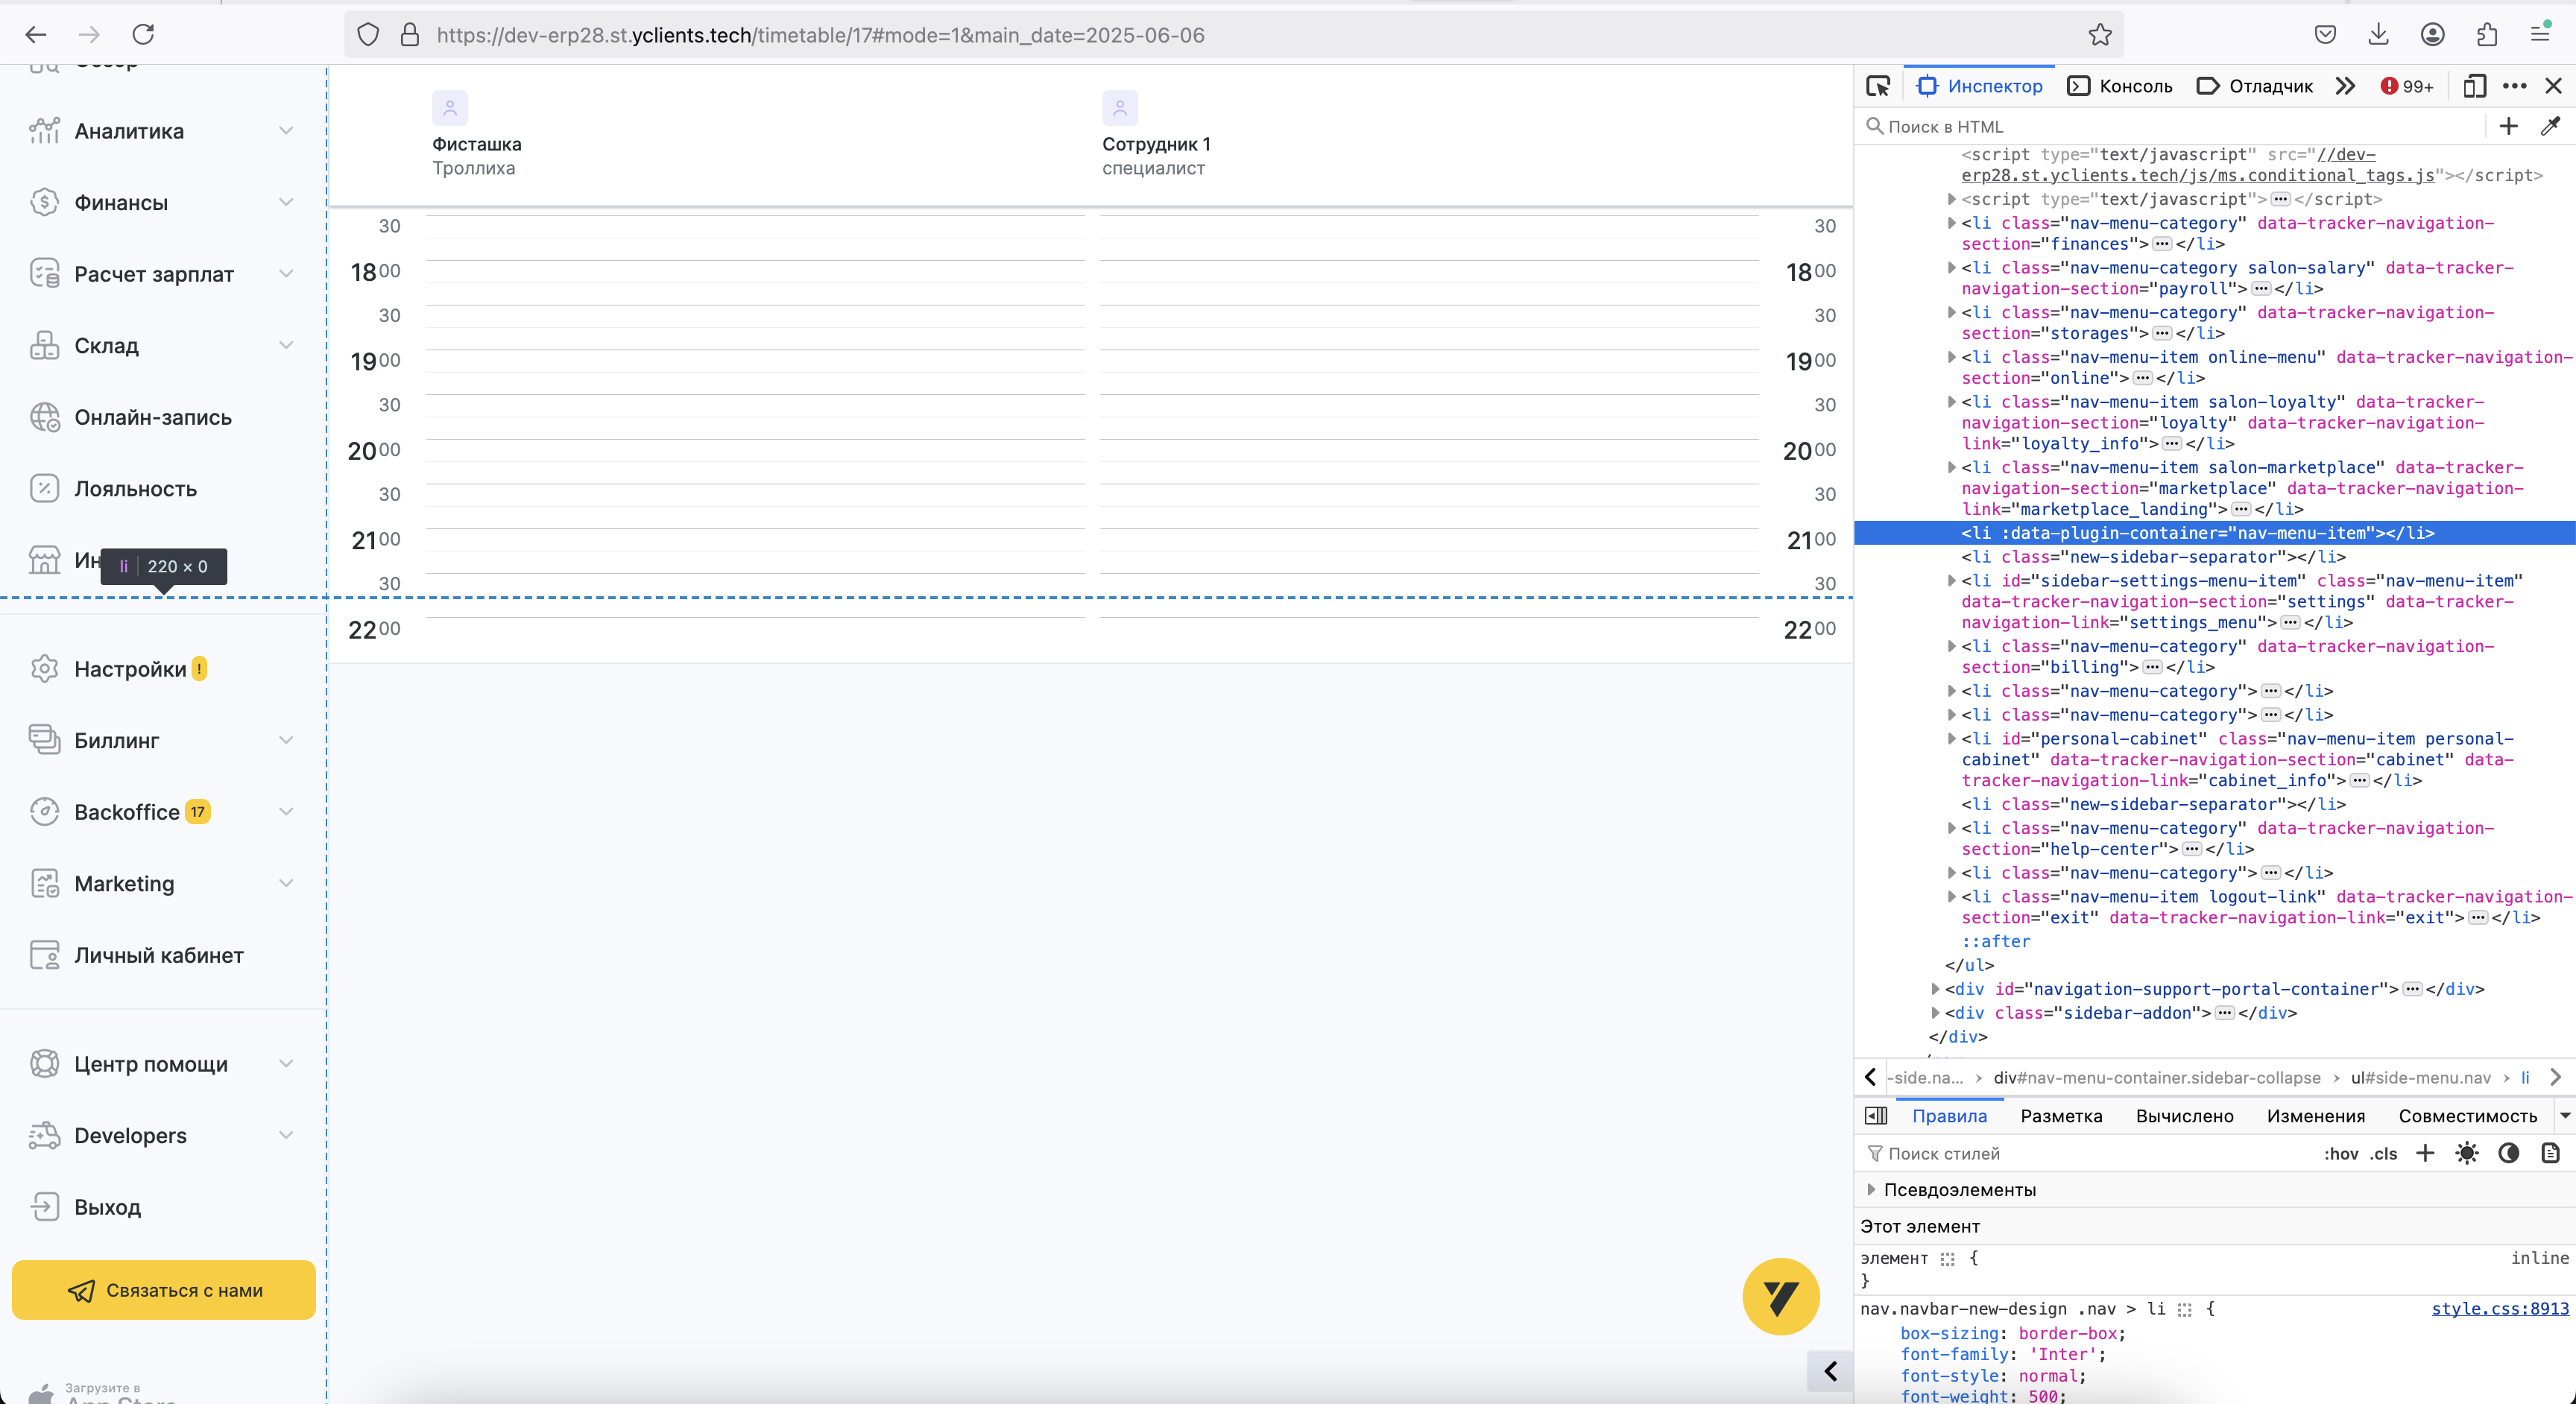 https://dev-erp28.st.yclients.tech/timetable/17#mode=1&main_date=2025-06-06
Обзор
Аналитика
Финансы
Расчет зарплат
Склад
Онлайн-запись
Лояльность
Ин
li 220 × 0
Настройки !
Биллинг
Backoffice 17
Marketing
Личный кабинет
Центр помощи
Developers
Выход
Связаться с нами
Загрузите в
App Store
Фисташка
Троллиха
Сотрудник 1
специалист
30 30
18 00 18 00
30 30
19 00 19 00
30 30
20 00 20 00
30 30
21 00 21 00
30 30
22 00 22 00
Инспектор Консоль Отладчик 99+
Поиск в HTML
<script type="text/javascript" src="//dev-
erp28.st.yclients.tech/js/ms.conditional_tags.js"></script>
<script type="text/javascript"></script>
<li class="nav-menu-category" data-tracker-navigation-
section="finances"></li>
<li class="nav-menu-category salon-salary" data-tracker-
navigation-section="payroll"></li>
<li class="nav-menu-category" data-tracker-navigation-
section="storages"></li>
<li class="nav-menu-item online-menu" data-tracker-navigation-
section="online"></li>
<li class="nav-menu-item salon-loyalty" data-tracker-
navigation-section="loyalty" data-tracker-navigation-
link="loyalty_info"></li>
<li class="nav-menu-item salon-marketplace" data-tracker-
navigation-section="marketplace" data-tracker-navigation-
link="marketplace_landing"></li>
<li :data-plugin-container="nav-menu-item"></li>
<li class="new-sidebar-separator"></li>
<li id="sidebar-settings-menu-item" class="nav-menu-item"
data-tracker-navigation-section="settings" data-tracker-
navigation-link="settings_menu"></li>
<li class="nav-menu-category" data-tracker-navigation-
section="billing"></li>
<li class="nav-menu-category"></li>
<li class="nav-menu-category"></li>
<li id="personal-cabinet" class="nav-menu-item personal-
cabinet" data-tracker-navigation-section="cabinet" data-
tracker-navigation-link="cabinet_info"></li>
<li class="new-sidebar-separator"></li>
<li class="nav-menu-category" data-tracker-navigation-
section="help-center"></li>
<li class="nav-menu-category"></li>
<li class="nav-menu-item logout-link" data-tracker-navigation-
section="exit" data-tracker-navigation-link="exit"></li>
::after
</ul>
<div id="navigation-support-portal-container"></div>
<div class="sidebar-addon"></div>
</div>
-side.na... › div#nav-menu-container.sidebar-collapse › ul#side-menu.nav › li
Правила Разметка Вычислено Изменения Совместимость
Поиск стилей :hov .cls
Псевдоэлементы
Этот элемент
элемент { inline
}
nav.navbar-new-design .nav > li { style.css:8913
box-sizing: border-box;
font-family: 'Inter';
font-style: normal;
font-weight: 500;